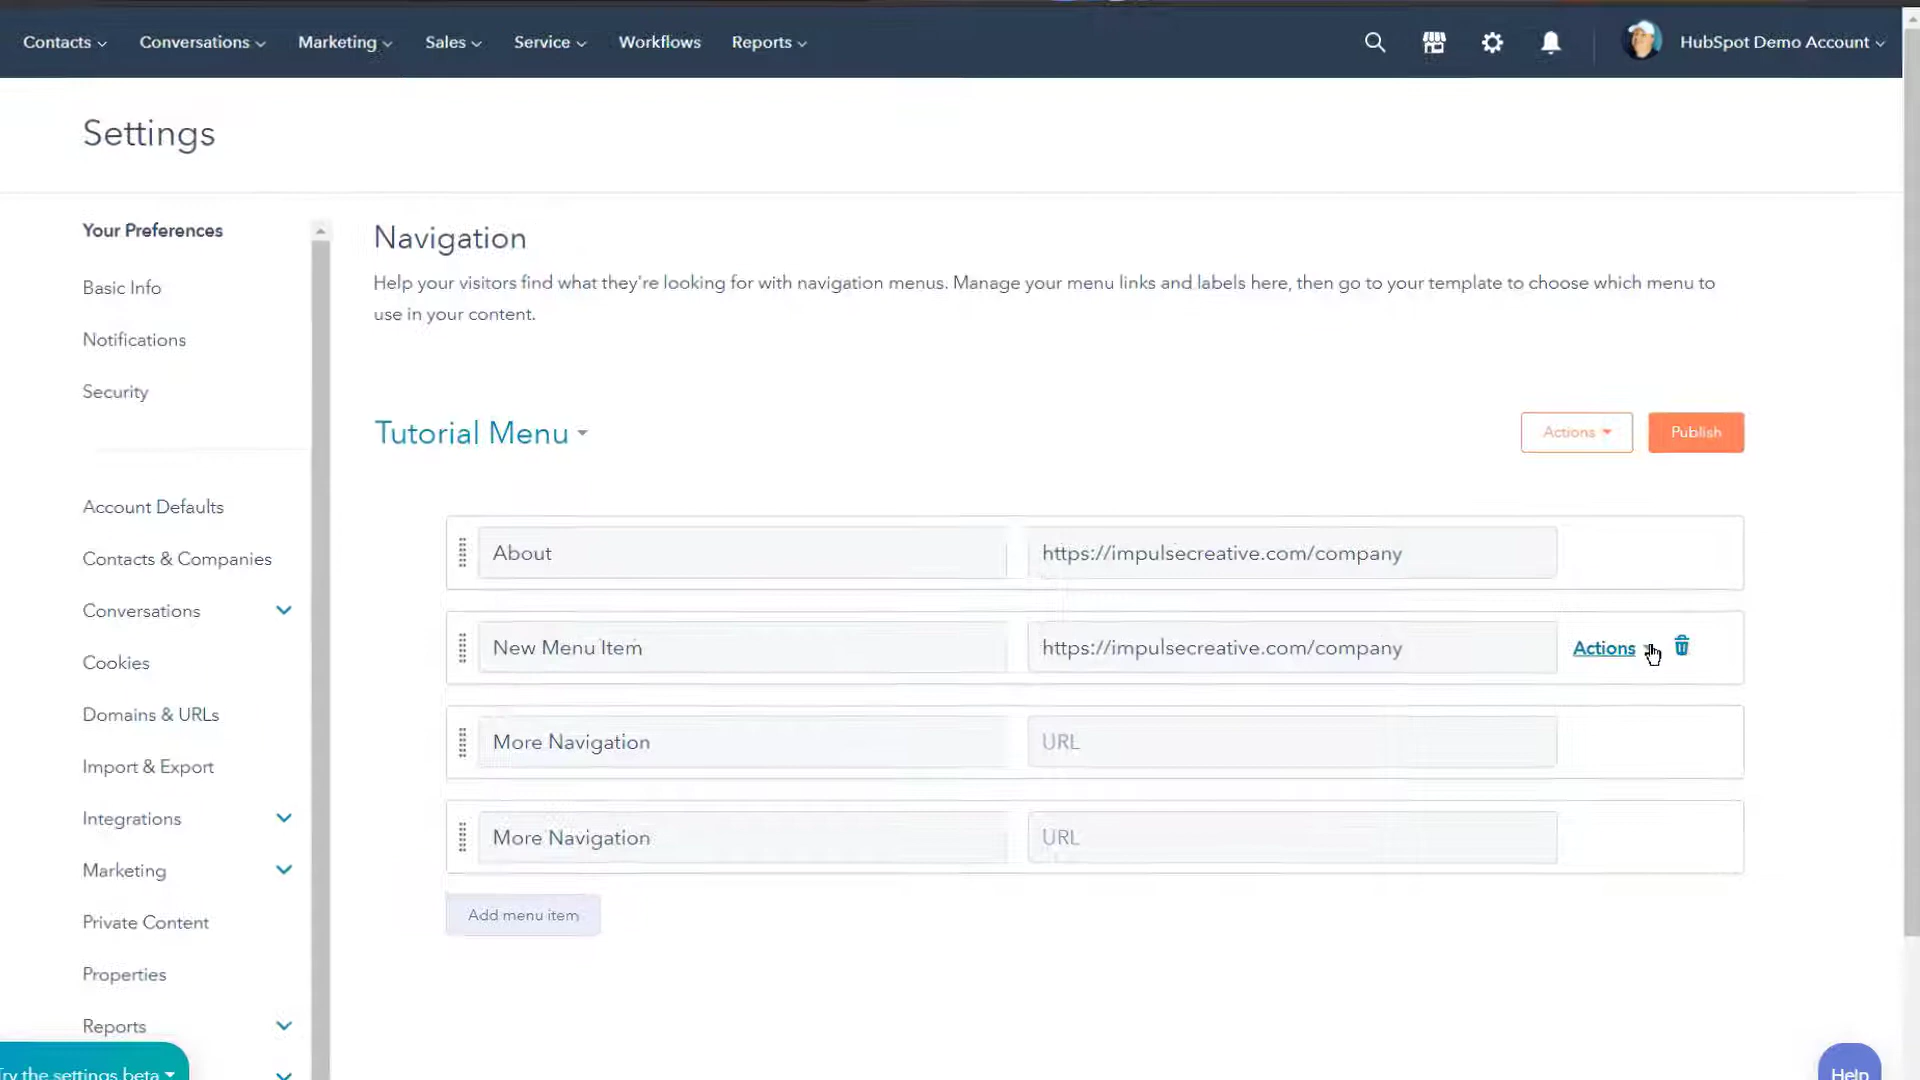 Contacts
Conversations
Marketing
Sales
Service
Workflows
Reports
HubSpot Demo Account
Settings
Your Preferences
Basic Info
Notifications
Security
Account Defaults
Contacts & Companies
Conversations
Cookies
Domains & URLs
Import & Export
Integrations
Marketing
Private Content
Properties
Reports
Try the settings beta
Navigation
Help your visitors find what they're looking for with navigation menus. Manage your menu links and labels here, then go to your template to choose which menu to
use in your content.
Tutorial Menu
Actions
Publish
About
https://impulsecreative.com/company
New Menu Item
https://impulsecreative.com/company
Actions
More Navigation
URL
More Navigation
URL
Add menu item
Help